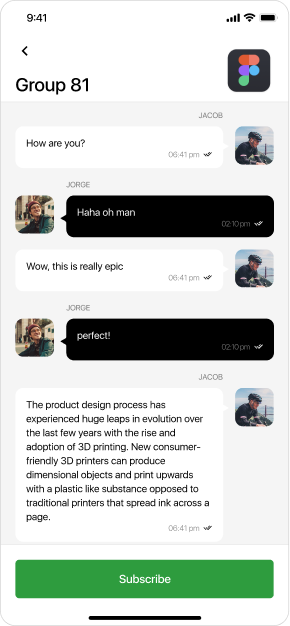 9:41
Group 81
JACOB
How are you?
06:41 pm
JORGE
Haha oh man
02:10 pm
Wow, this is really epic
06:41 pm
JORGE
perfect!
02:10 pm
JACOB
The product design process has
experienced huge leaps in evolution over
the last few years with the rise and
adoption of 3D printing. New consumer-
friendly 3D printers can produce
dimensional objects and print upwards
with a plastic like substance opposed to
traditional printers that spread ink across a
page.
06:41 pm
Subscribe